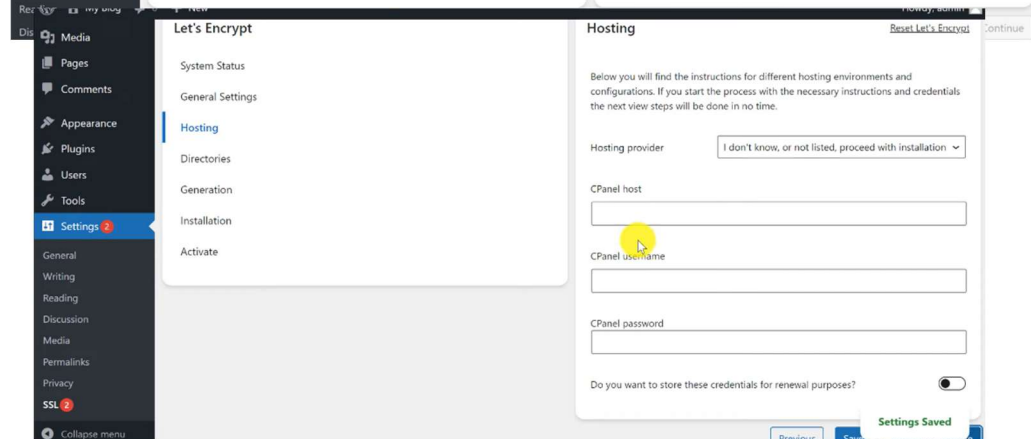 My Blog
New
Howdy, admin
Media
Pages
Comments
Appearance
Plugins
Users
Tools
Settings 2
General
Writing
Reading
Discussion
Media
Permalinks
Privacy
SSL 2
Collapse menu
Let's Encrypt
System Status
General Settings
Hosting
Directories
Generation
Installation
Activate
Hosting
Reset Let's Encrypt
Continue
Below you will find the instructions for different hosting environments and
configurations. If you start the process with the necessary instructions and credentials
the next view steps will be done in no time.
Hosting provider
I don't know, or not listed, proceed with installation
CPanel host
CPanel username
CPanel password
Do you want to store these credentials for renewal purposes?
Settings Saved
Previous